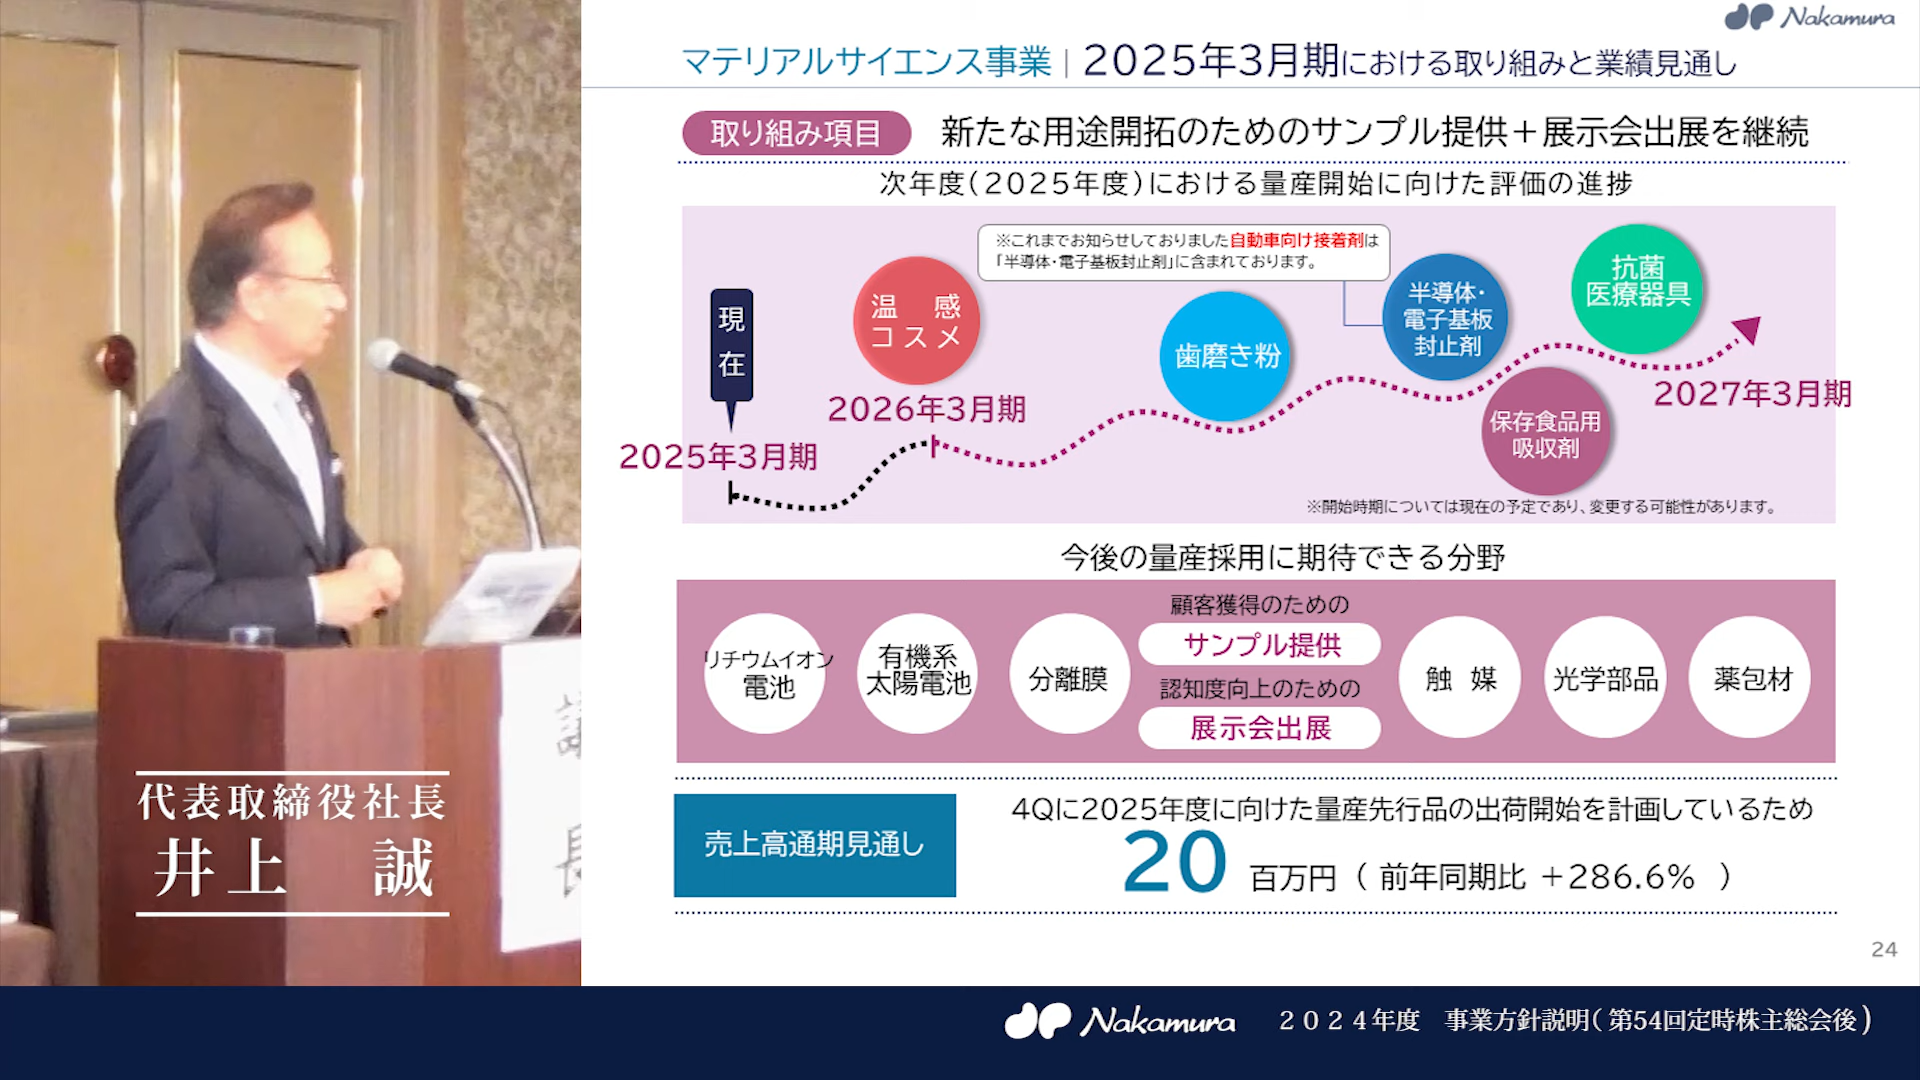 Nakamura
マテリアルサイエンス事業｜2025年3月期における取り組みと業績見通し
取り組み項目
新たな用途開拓のためのサンプル提供＋展示会出展を継続
次年度(2025年度)における量産開始に向けた評価の進捗
※これまでお知らせしておりました自動車向け接着剤は
「半導体・電子基板封止剤」に含まれております。
現在
2025年3月期
温 感
コスメ
2026年3月期
歯磨き粉
半導体・
電子基板
封止剤
保存食品用
吸収剤
抗菌
医療器具
2027年3月期
※開始時期については現在の予定であり、変更する可能性があります。
今後の量産採用に期待できる分野
リチウムイオン
電池
有機系
太陽電池
分離膜
顧客獲得のための
サンプル提供
認知度向上のための
展示会出展
触 媒
光学部品
薬包材
売上高通期見通し
4Qに2025年度に向けた量産先行品の出荷開始を計画しているため
20 百万円（ 前年同期比 ＋286.6% ）
24
議
長
代表取締役社長
井上 誠
Nakamura
２０２４年度 事業方針説明( 第54回定時株主総会後 )